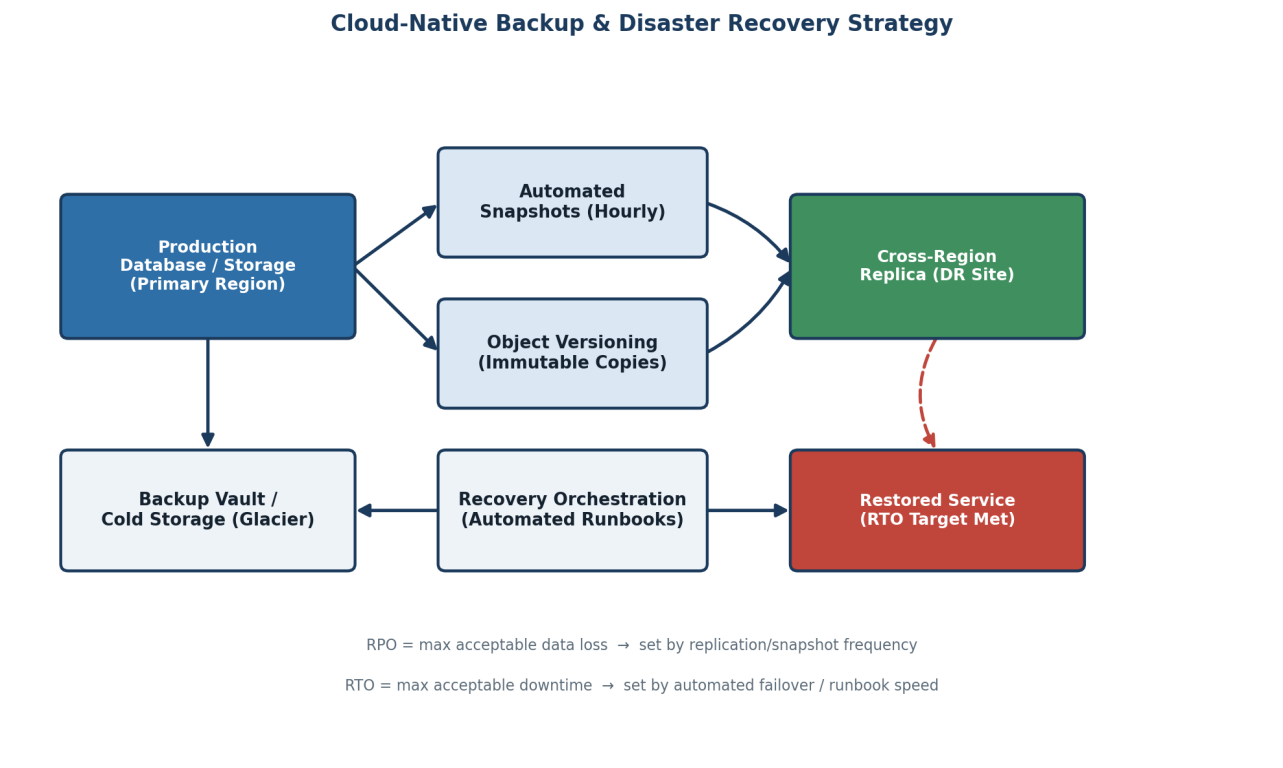 Cloud-Native Backup & Disaster Recovery Strategy
Production
Database / Storage
(Primary Region)
Automated
Snapshots (Hourly)
Object Versioning
(Immutable Copies)
Cross-Region
Replica (DR Site)
Backup Vault /
Cold Storage (Glacier)
Recovery Orchestration
(Automated Runbooks)
Restored Service
(RTO Target Met)
RPO = max acceptable data loss → set by replication/snapshot frequency
RTO = max acceptable downtime → set by automated failover / runbook speed